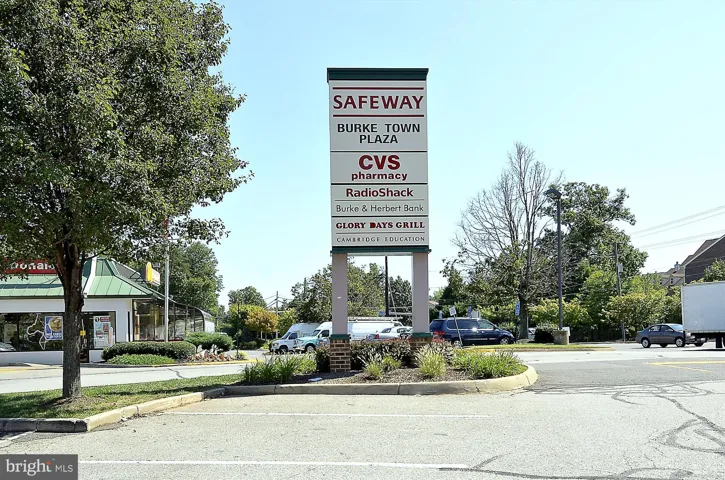 SAFEWAY
BURKE TOWN
PLAZA
CVS
pharmacy
RadioShack
Burke & Herbert Bank
GLORY DAYS GRILL
CAMBRIDGE EDUCATION
bright MLS